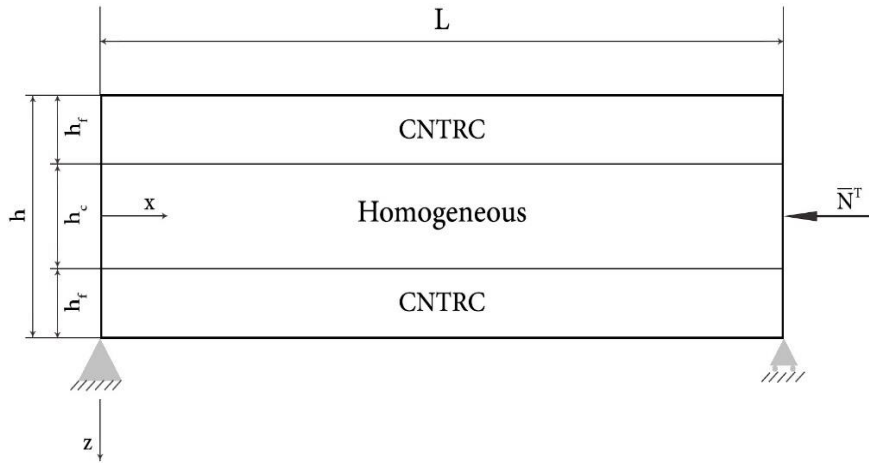 L
h_f
CNTRC
h
h_c
x
Homogeneous
N̅ᵀ
h_f
CNTRC
z